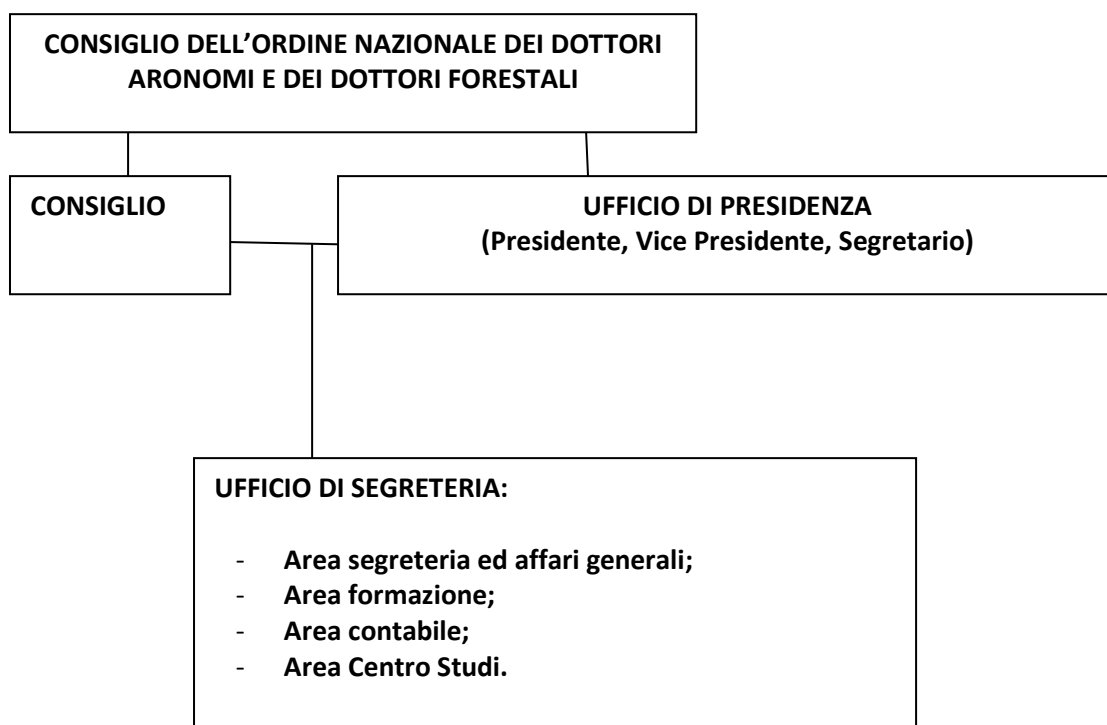 CONSIGLIO DELL’ORDINE NAZIONALE DEI DOTTORI
ARONOMI E DEI DOTTORI FORESTALI
CONSIGLIO
UFFICIO DI PRESIDENZA
(Presidente, Vice Presidente, Segretario)
UFFICIO DI SEGRETERIA:
- Area segreteria ed affari generali;
- Area formazione;
- Area contabile;
- Area Centro Studi.